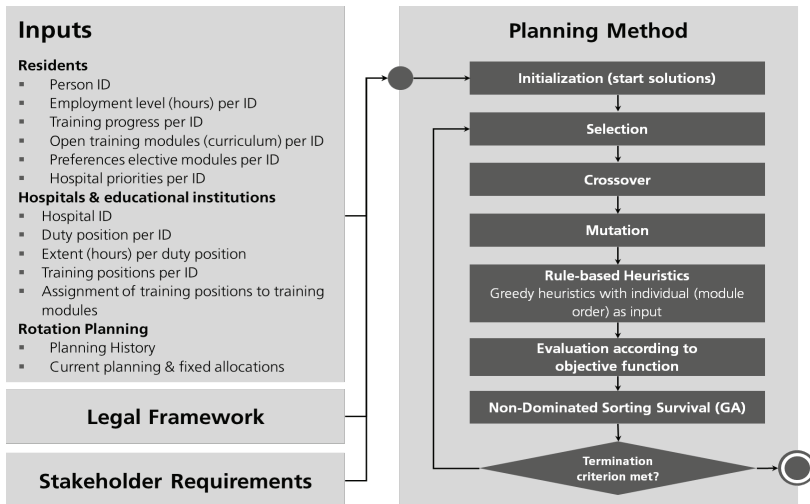 Inputs
Residents
▪ Person ID
▪ Employment level (hours) per ID
▪ Training progress per ID
▪ Open training modules (curriculum) per ID
▪ Preferences elective modules per ID
▪ Hospital priorities per ID
Hospitals & educational institutions
▪ Hospital ID
▪ Duty position per ID
▪ Extent (hours) per duty position
▪ Training positions per ID
▪ Assignment of training positions to training
modules
Rotation Planning
▪ Planning History
▪ Current planning & fixed allocations
Legal Framework
Stakeholder Requirements
Planning Method
Initialization (start solutions)
Selection
Crossover
Mutation
Rule-based Heuristics
Greedy heuristics with individual (module
order) as input
Evaluation according to
objective function
Non-Dominated Sorting Survival (GA)
Termination
criterion met?